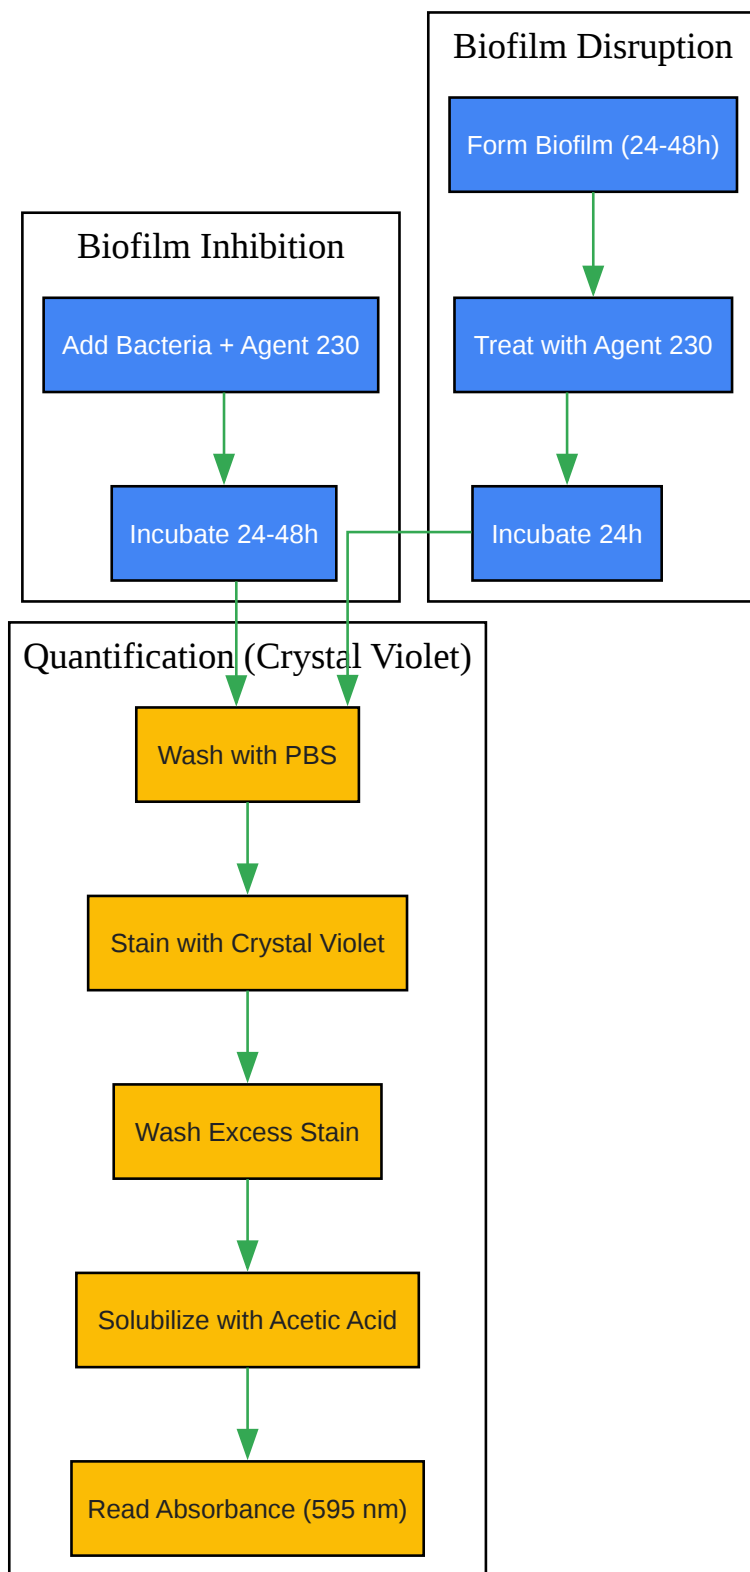 Biofilm Disruption
Form Biofilm (24-48h)
Treat with Agent 230
Incubate 24h
Biofilm Inhibition
Add Bacteria + Agent 230
Incubate 24-48h
Quantification (Crystal Violet)
Wash with PBS
Stain with Crystal Violet
Wash Excess Stain
Solubilize with Acetic Acid
Read Absorbance (595 nm)